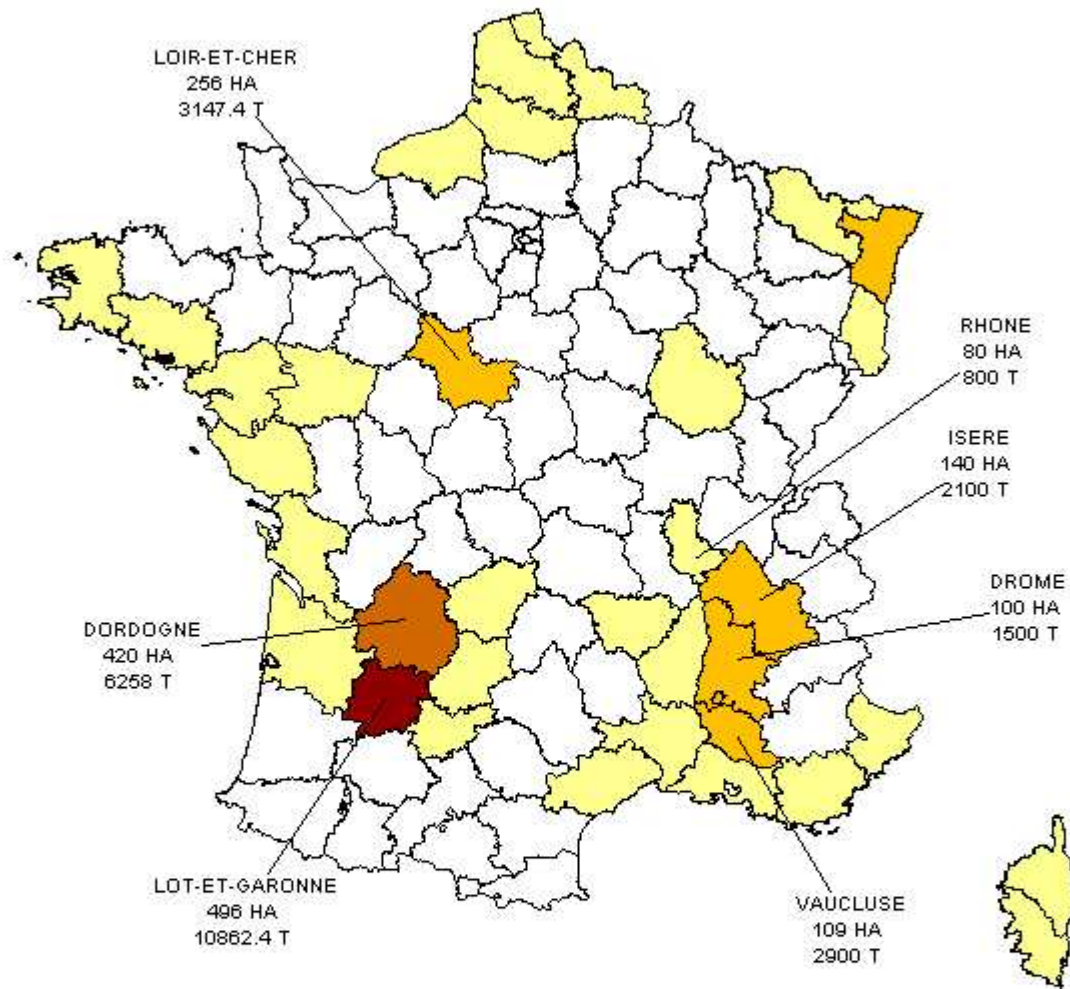 LOIR-ET-CHER
256 HA
3147.4 T
RHONE
80 HA
800 T
ISERE
140 HA
2100 T
DROME
100 HA
1500 T
DORDOGNE
420 HA
6258 T
LOT-ET-GARONNE
496 HA
10862.4 T
VAUCLUSE
109 HA
2900 T